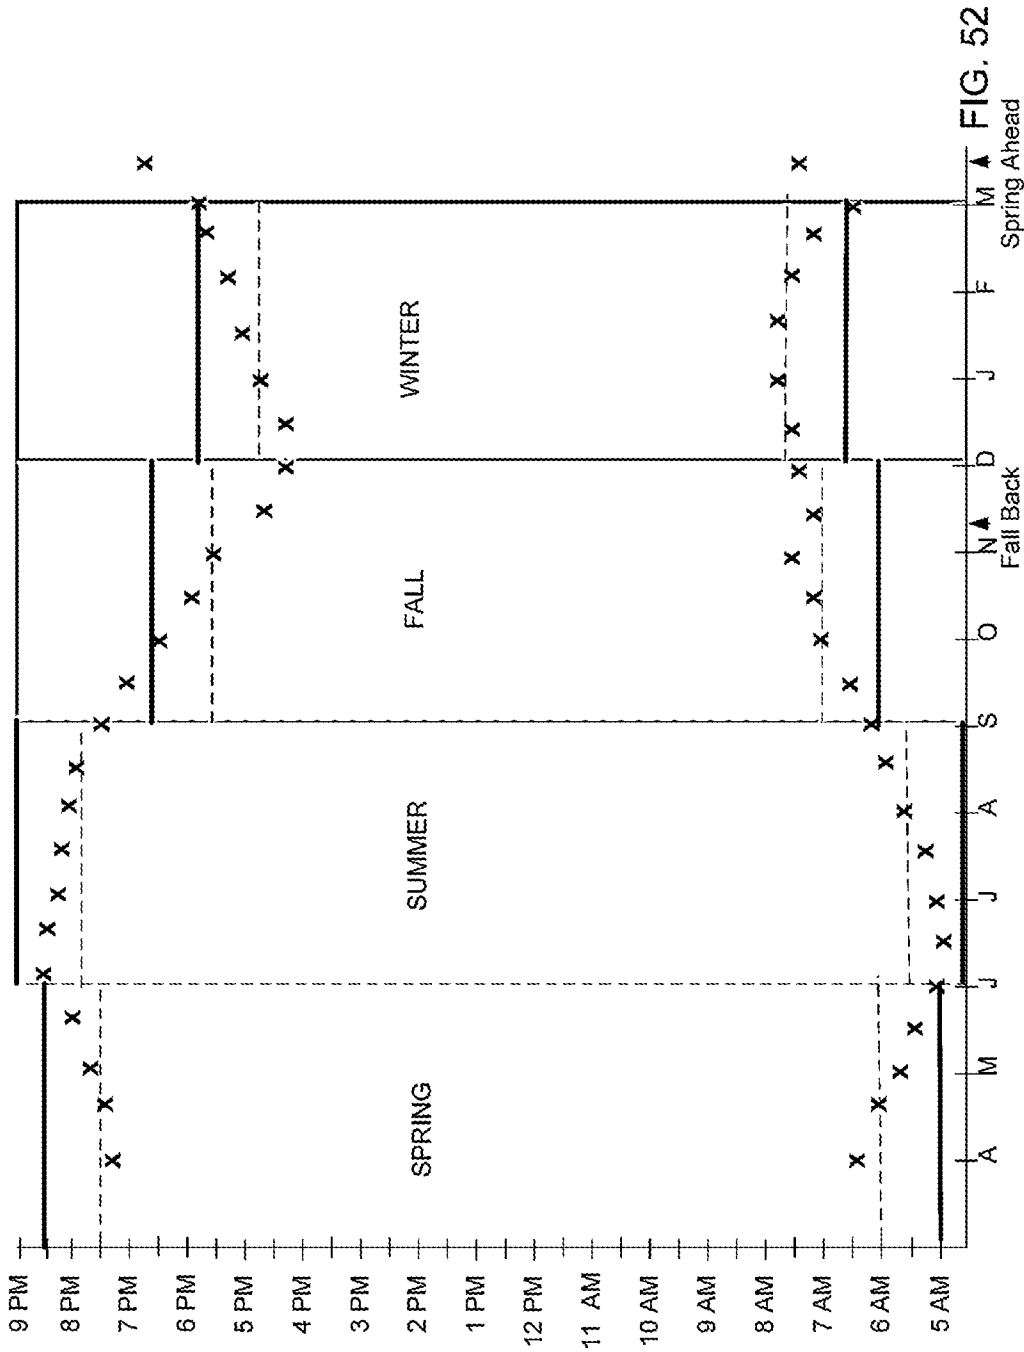 FIG. 52
9 PM
8 PM
7 PM
6 PM
5 PM
4 PM
3 PM
2 PM
1 PM
12 PM
11 AM
10 AM
9 AM
8 AM
7 AM
6 AM
5 AM
SPRING
SUMMER
FALL
WINTER
A
M
J
J
A
S
O
N
D
J
F
M
Fall Back
Spring Ahead